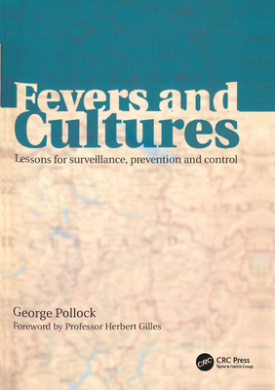 Fevers and
Cultures
Lessons for surveillance, prevention and control
George Pollock
Foreword by Professor Herbert Gilles
CRC
CRC Press
Taylor & Francis Group